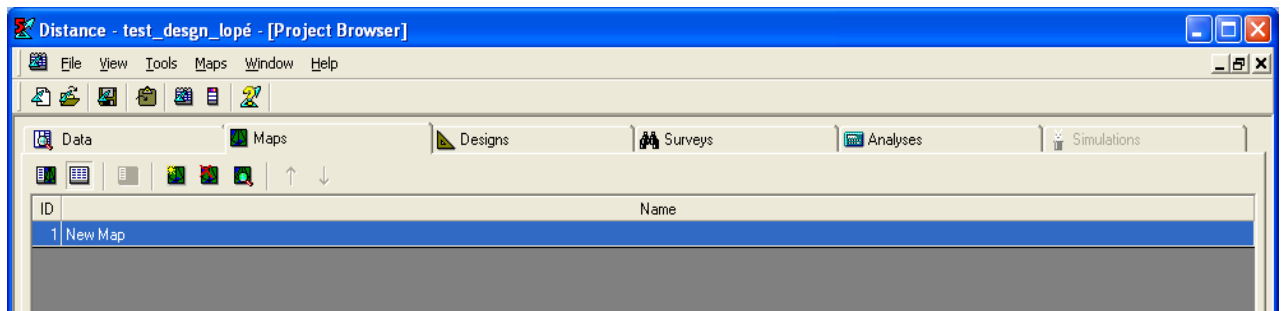 Distance - test_desgn_lopé - [Project Browser]
File View Tools Maps Window Help
Data Maps Designs Surveys Analyses Simulations
ID Name
1 New Map